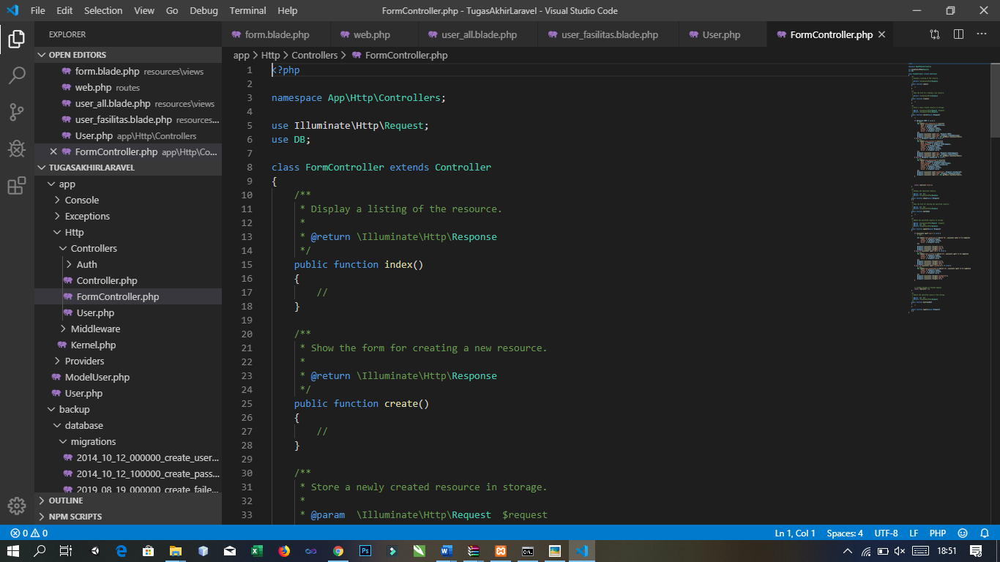 File Edit Selection View Go Debug Terminal Help FormController.php - TugasAkhirLaravel - Visual Studio Code
EXPLORER
form.blade.php web.php user_all.blade.php user_fasilitas.blade.php User.php FormController.php
OPEN EDITORS
form.blade.php resources\views
web.php routes
user_all.blade.php resources\views
user_fasilitas.blade.php resources...
User.php app\Http\Controllers
FormController.php app\Http\Co...
TUGASAKHIRLARAVEL
app
Console
Exceptions
Http
Controllers
Auth
Controller.php
FormController.php
User.php
Middleware
Kernel.php
Providers
ModelUser.php
User.php
backup
database
migrations
2014_10_12_000000_create_user...
2014_10_12_100000_create_pass...
2019_08_19_000000_create_faile...
OUTLINE
NPM SCRIPTS
app > Http > Controllers > FormController.php
1 <?php
2
3 namespace App\Http\Controllers;
4
5 use Illuminate\Http\Request;
6 use DB;
7
8 class FormController extends Controller
9 {
10 /**
11 * Display a listing of the resource.
12 *
13 * @return \Illuminate\Http\Response
14 */
15 public function index()
16 {
17 //
18 }
19
20 /**
21 * Show the form for creating a new resource.
22 *
23 * @return \Illuminate\Http\Response
24 */
25 public function create()
26 {
27 //
28 }
29
30 /**
31 * Store a newly created resource in storage.
32 *
33 * @param \Illuminate\Http\Request $request
0 0 Ln 1, Col 1 Spaces: 4 UTF-8 LF PHP
18:51